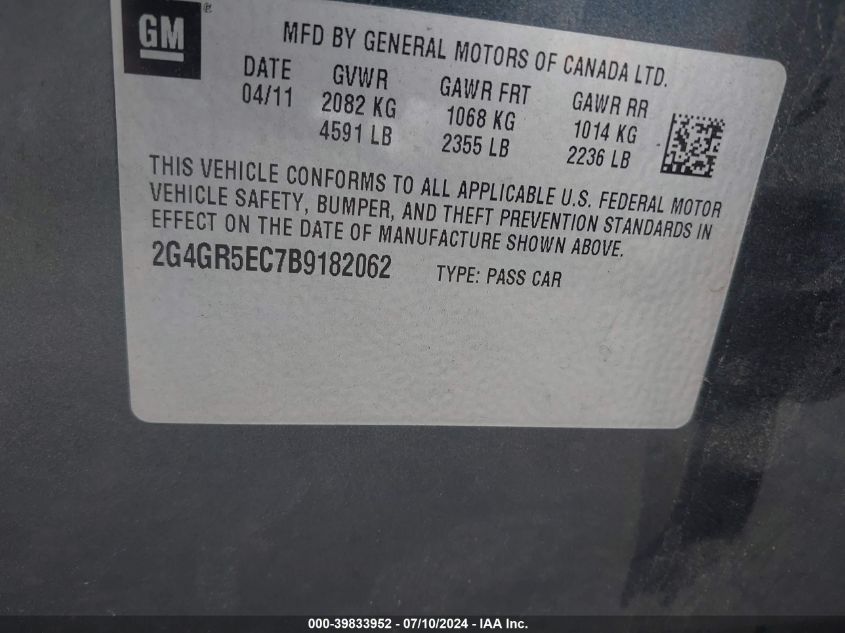 GM®
MFD BY GENERAL MOTORS OF CANADA LTD.
DATE GVWR GAWR FRT GAWR RR
04/11 2082 KG 1068 KG 1014 KG
4591 LB 2355 LB 2236 LB
THIS VEHICLE CONFORMS TO ALL APPLICABLE U.S. FEDERAL MOTOR
VEHICLE SAFETY, BUMPER, AND THEFT PREVENTION STANDARDS IN
EFFECT ON THE DATE OF MANUFACTURE SHOWN ABOVE.
2G4GR5EC7B9182062 TYPE: PASS CAR
000-39833952 - 07/10/2024 - IAA Inc.